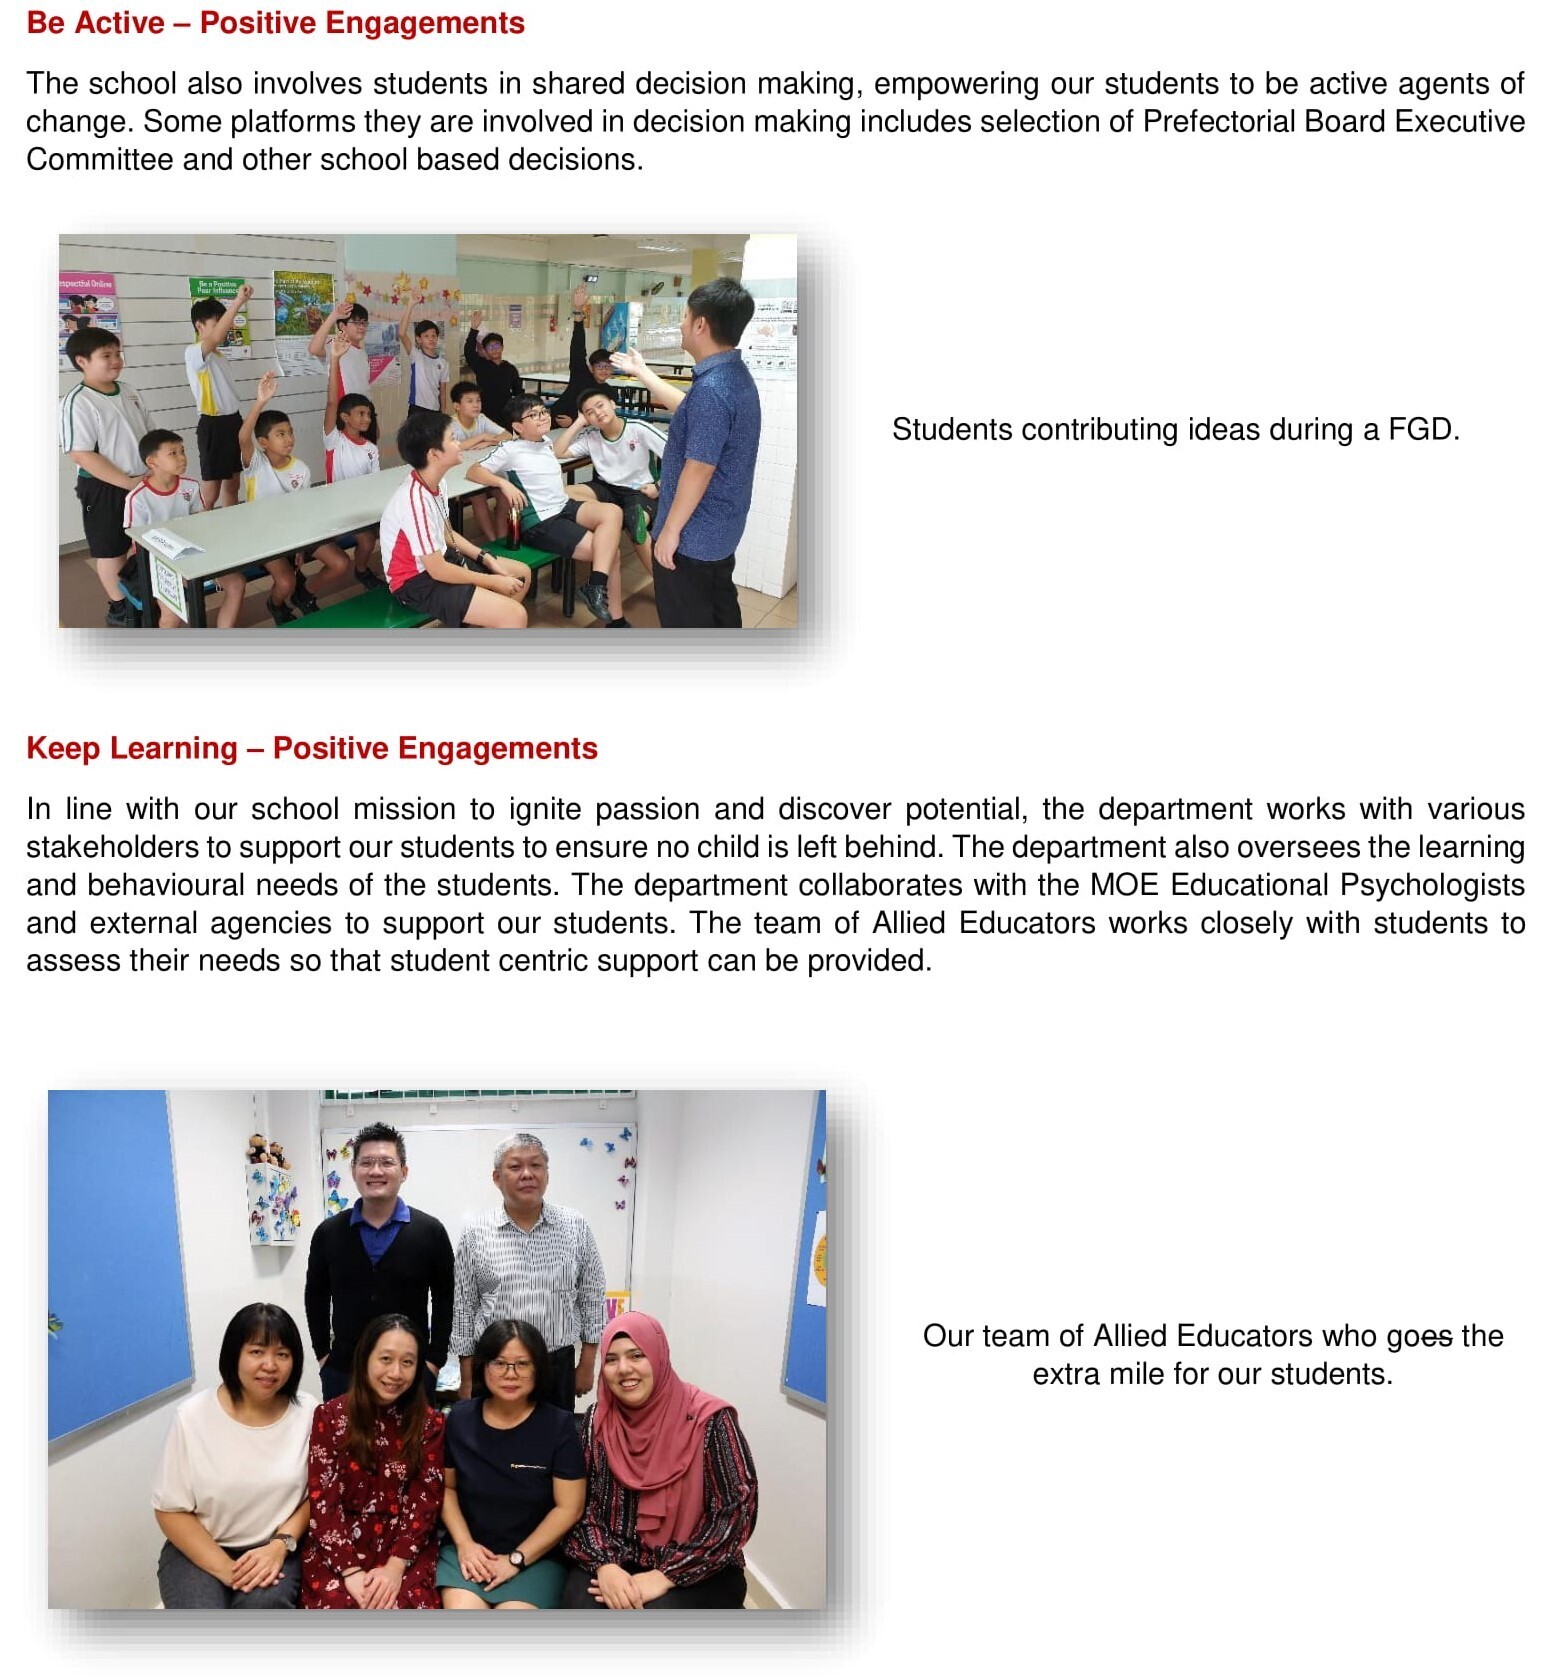 Be Active – Positive Engagements
The school also involves students in shared decision making, empowering our students to be active agents of
change. Some platforms they are involved in decision making includes selection of Prefectorial Board Executive
Committee and other school based decisions.
espectful Online
Be a Positive
Peer Influence
Students contributing ideas during a FGD.
Keep Learning – Positive Engagements
In line with our school mission to ignite passion and discover potential, the department works with various
stakeholders to support our students to ensure no child is left behind. The department also oversees the learning
and behavioural needs of the students. The department collaborates with the MOE Educational Psychologists
and external agencies to support our students. The team of Allied Educators works closely with students to
assess their needs so that student centric support can be provided.
Our team of Allied Educators who goes the
extra mile for our students.